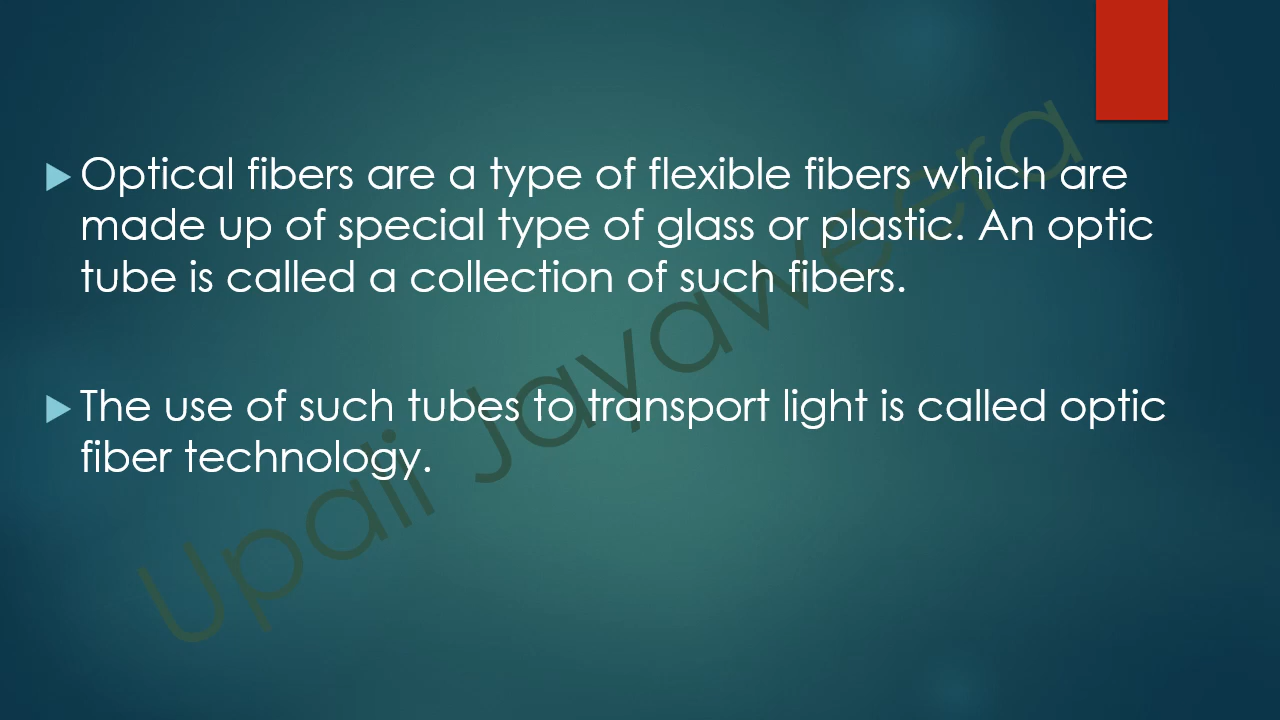 Optical fibers are a type of flexible fibers which are
made up of special type of glass or plastic. An optic
tube is called a collection of such fibers.
The use of such tubes to transport light is called optic
fiber technology.
Upali Jayaweera